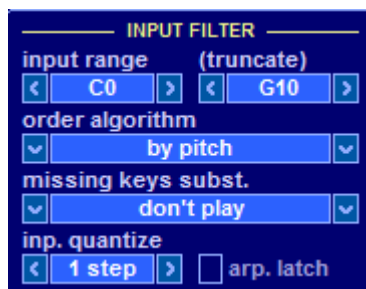 INPUT FILTER
input range (truncate)
< C0 > < G10 >
order algorithm
by pitch
missing keys subst.
don't play
inp. quantize
< 1 step > arp. latch